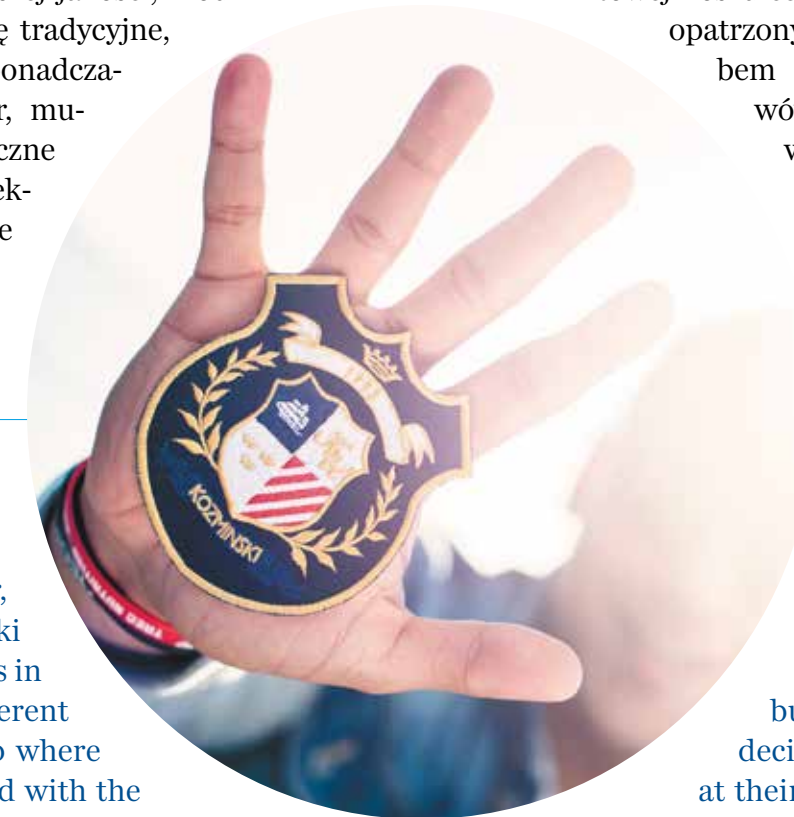 ę tradycyjne,
onadcza-
r, mu-
czne
ek-
e
opatrzony
bem
wó
KOZMINSKI
ki
s in
erent
o where
d with the
bu
deci
at their